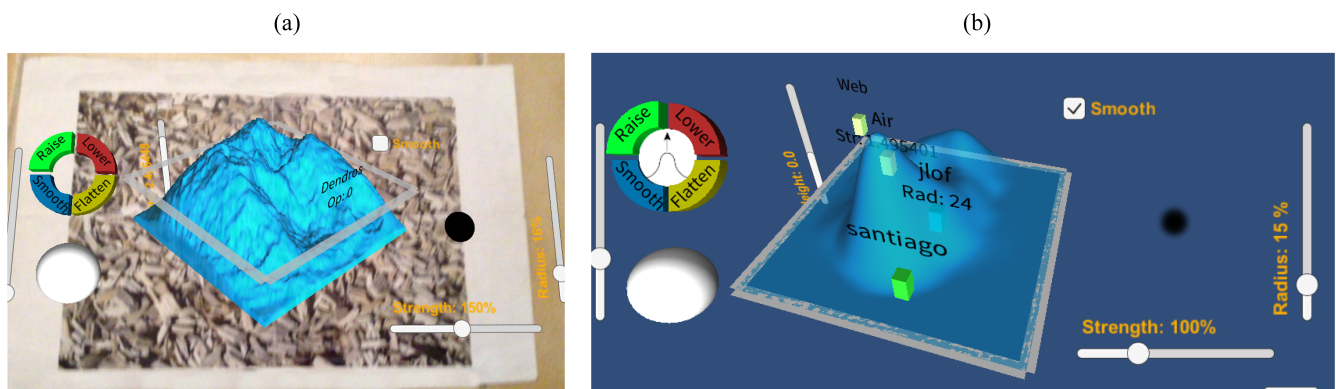 (a)
(b)
Raise
Lower
Smooth
Flatten
Smooth
Dendros
Op: 0
Radius: 16%
Strength: 150%
Web
Air
Raise
Lower
Smooth
Flatten
Smooth
jlof
Rad: 24
santiago
Radius: 15 %
Strength: 100%